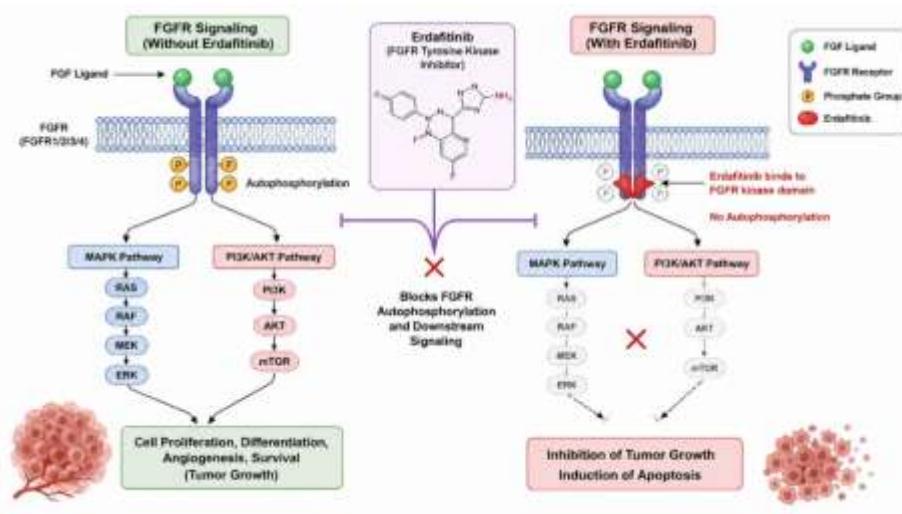 FGFR Signaling
(Without Erdafitinib)
FGF Ligand
FGFR
(FGFR1/2/3/4)
P
P
P
P
Autophosphorylation
MAPK Pathway
PI3K/AKT Pathway
RAS
RAF
MEK
ERK
PI3K
AKT
mTOR
Cell Proliferation, Differentiation,
Angiogenesis, Survival
(Tumor Growth)
Erdafitinib
(FGFR Tyrosine Kinase
Inhibitor)
NH₂
F
Blocks FGFR
Autophosphorylation
and Downstream
Signaling
FGFR Signaling
(With Erdafitinib)
P
P
P
P
Erdafitinib binds to
FGFR kinase domain
No Autophosphorylation
MAPK Pathway
PI3K/AKT Pathway
RAS
RAF
MEK
ERK
PI3K
AKT
mTOR
Inhibition of Tumor Growth
Induction of Apoptosis
FGF Ligand
FGFR Receptor
P
Phosphate Group
Erdafitinib